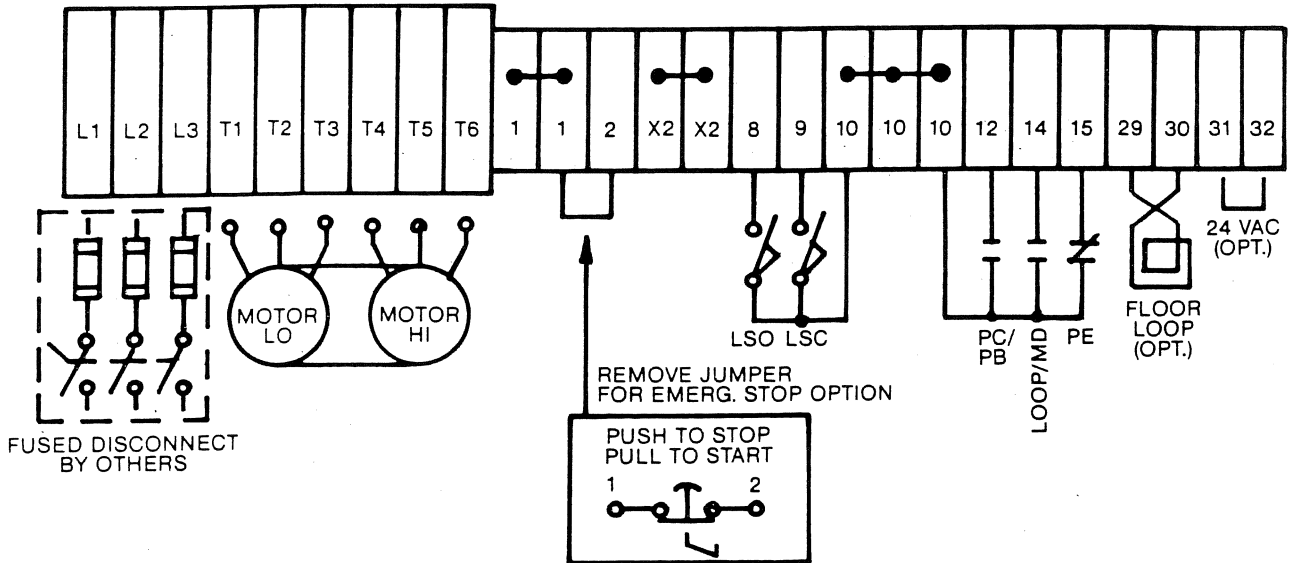 L1 L2 L3 T1 T2 T3 T4 T5 T6 1 1 2 X2 X2 8 9 10 10 10 12 14 15 29 30 31 32
24 VAC
(OPT.)
MOTOR
LO
MOTOR
HI
FLOOR
LOOP
(OPT.)
LSO LSC
PC/
PB
LOOP/MD
PE
REMOVE JUMPER
FOR EMERG. STOP OPTION
FUSED DISCONNECT
BY OTHERS
PUSH TO STOP
PULL TO START
1 2